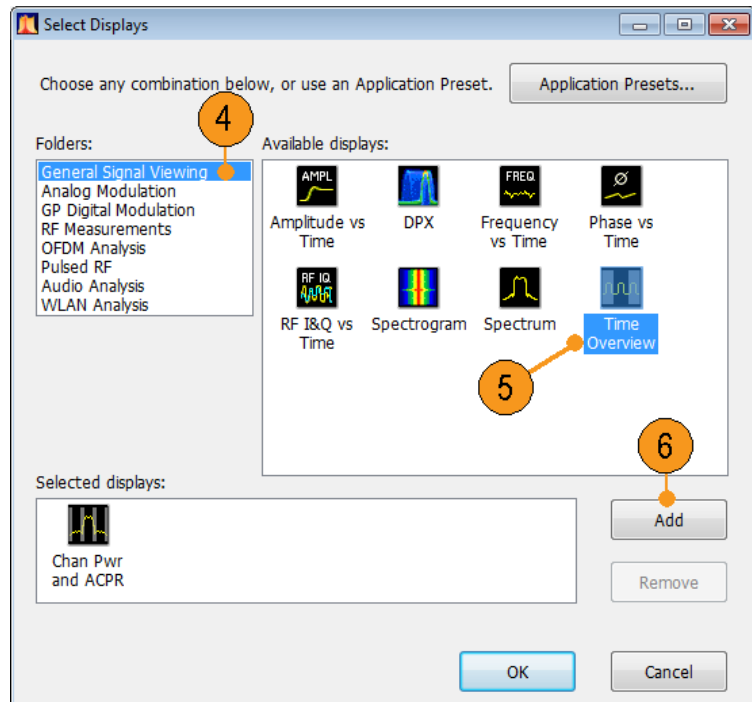 Select Displays
Choose any combination below, or use an Application Preset.
Application Presets...
4
Folders:
General Signal Viewing
Analog Modulation
GP Digital Modulation
RF Measurements
OFDM Analysis
Pulsed RF
Audio Analysis
WLAN Analysis
Available displays:
AMPL
Amplitude vs
Time
DPX
FREQ
Frequency
vs Time
Ø
Phase vs
Time
RF IQ
RF I&Q vs
Time
Spectrogram
Spectrum
Time
Overview
5
6
Selected displays:
Chan Pwr
and ACPR
Add
Remove
OK
Cancel